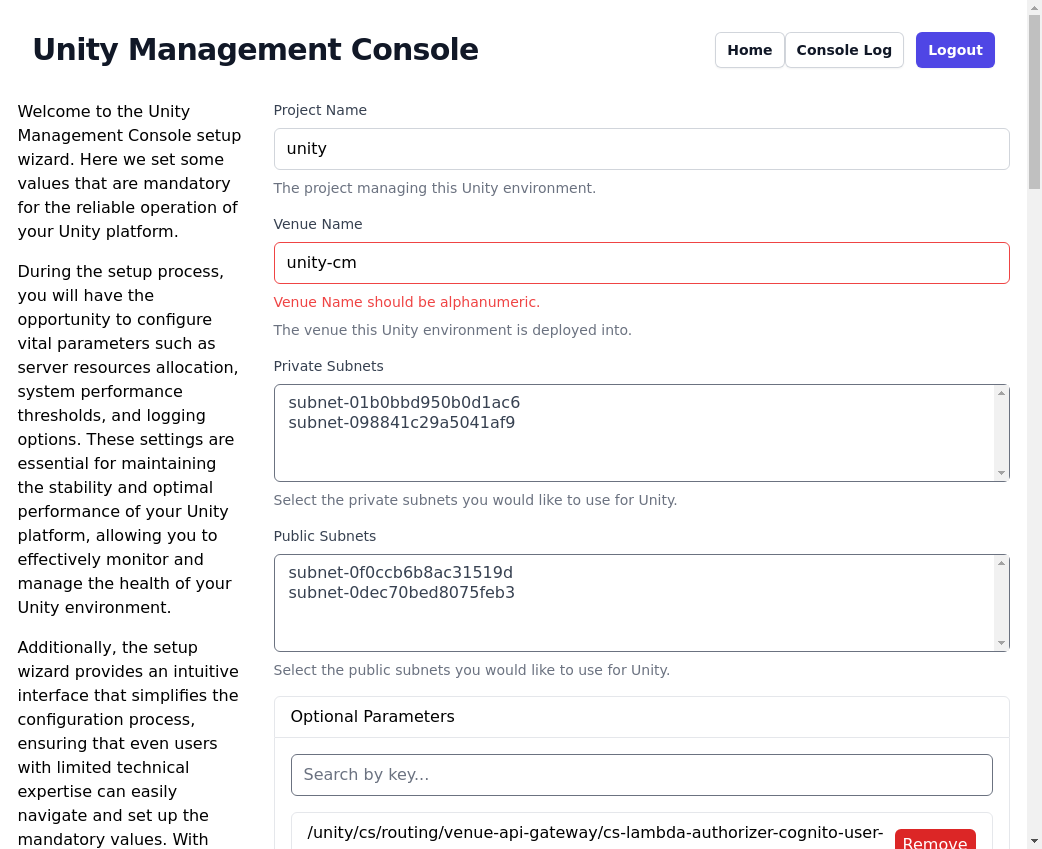 Unity Management Console
Home
Console Log
Logout
Welcome to the Unity
Management Console setup
wizard. Here we set some
values that are mandatory
for the reliable operation of
your Unity platform.
During the setup process,
you will have the
opportunity to configure
vital parameters such as
server resources allocation,
system performance
thresholds, and logging
options. These settings are
essential for maintaining
the stability and optimal
performance of your Unity
platform, allowing you to
effectively monitor and
manage the health of your
Unity environment.
Additionally, the setup
wizard provides an intuitive
interface that simplifies the
configuration process,
ensuring that even users
with limited technical
expertise can easily
navigate and set up the
mandatory values. With
Project Name
unity
The project managing this Unity environment.
Venue Name
unity-cm
Venue Name should be alphanumeric.
The venue this Unity environment is deployed into.
Private Subnets
subnet-01b0bbd950b0d1ac6
subnet-098841c29a5041af9
Select the private subnets you would like to use for Unity.
Public Subnets
subnet-0f0ccb6b8ac31519d
subnet-0dec70bed8075feb3
Select the public subnets you would like to use for Unity.
Optional Parameters
Search by key...
/unity/cs/routing/venue-api-gateway/cs-lambda-authorizer-cognito-user-
Remove